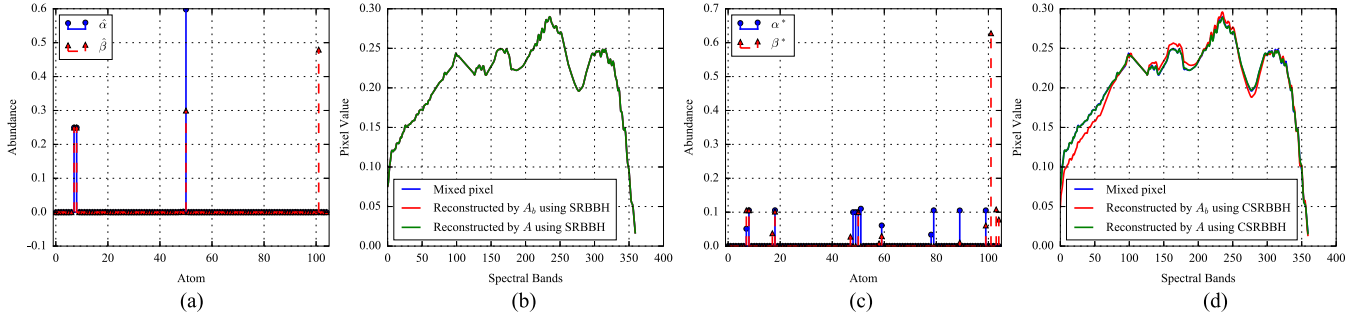 0.6
0.5
0.4
0.3
0.2
0.1
0.0
−0.1
Abundance
α̂
β̂
0 20 40 60 80 100
Atom
(a)
0.30
0.25
0.20
0.15
0.10
0.05
0.00
Pixel Value
Mixed pixel
Reconstructed by A_b using SRBBH
Reconstructed by A using SRBBH
0 50 100 150 200 250 300 350 400
Spectral Bands
(b)
0.7
0.6
0.5
0.4
0.3
0.2
0.1
0.0
Abundance
α*
β*
0 20 40 60 80 100
Atom
(c)
0.30
0.25
0.20
0.15
0.10
0.05
0.00
Pixel Value
Mixed pixel
Reconstructed by A_b using CSRBBH
Reconstructed by A using CSRBBH
0 50 100 150 200 250 300 350 400
Spectral Bands
(d)